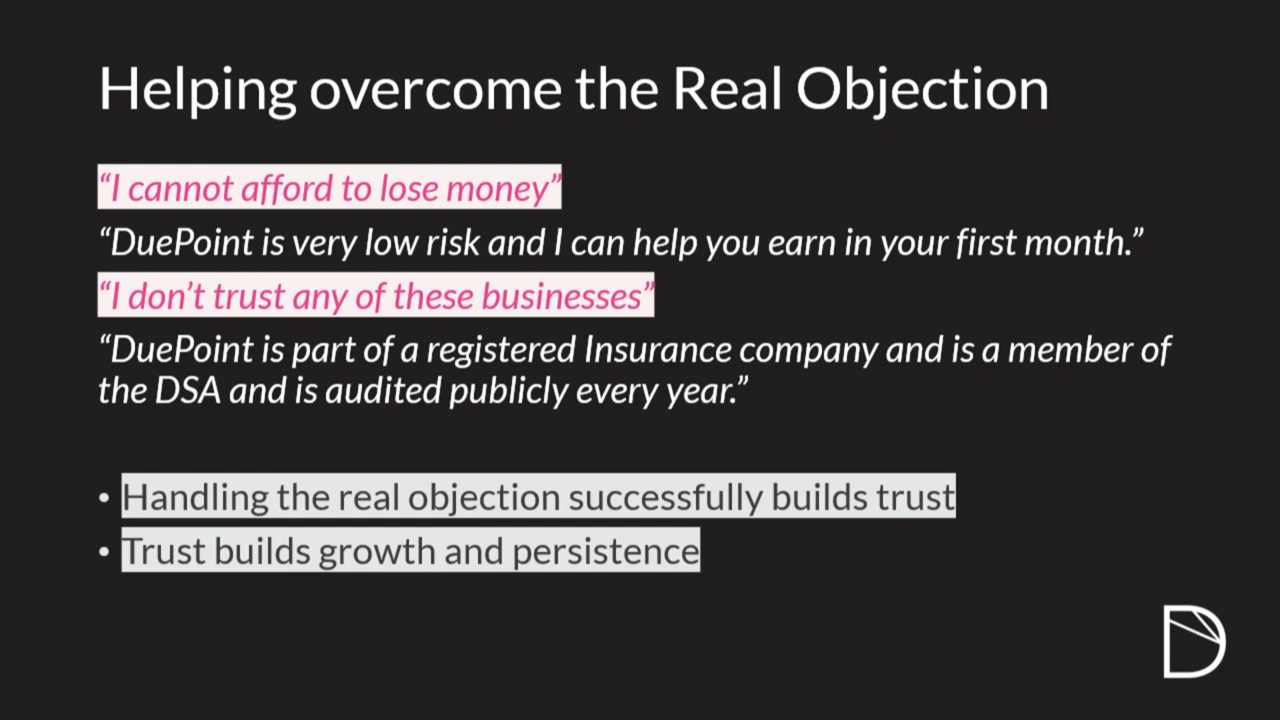 Helping overcome the Real Objection
“I cannot afford to lose money”
“DuePoint is very low risk and I can help you earn in your first month.”
“I don’t trust any of these businesses”
“DuePoint is part of a registered Insurance company and is a member of
the DSA and is audited publicly every year.”
• Handling the real objection successfully builds trust
• Trust builds growth and persistence